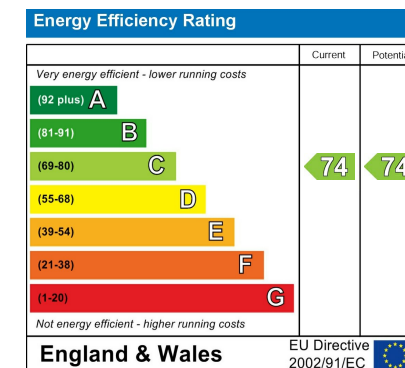 Energy Efficiency Rating
Current Potentia
Very energy efficient - lower running costs
(92 plus) A
(81-91) B
(69-80) C 74 74
(55-68) D
(39-54) E
(21-38) F
(1-20) G
Not energy efficient - higher running costs
England & Wales
EU Directive
2002/91/EC